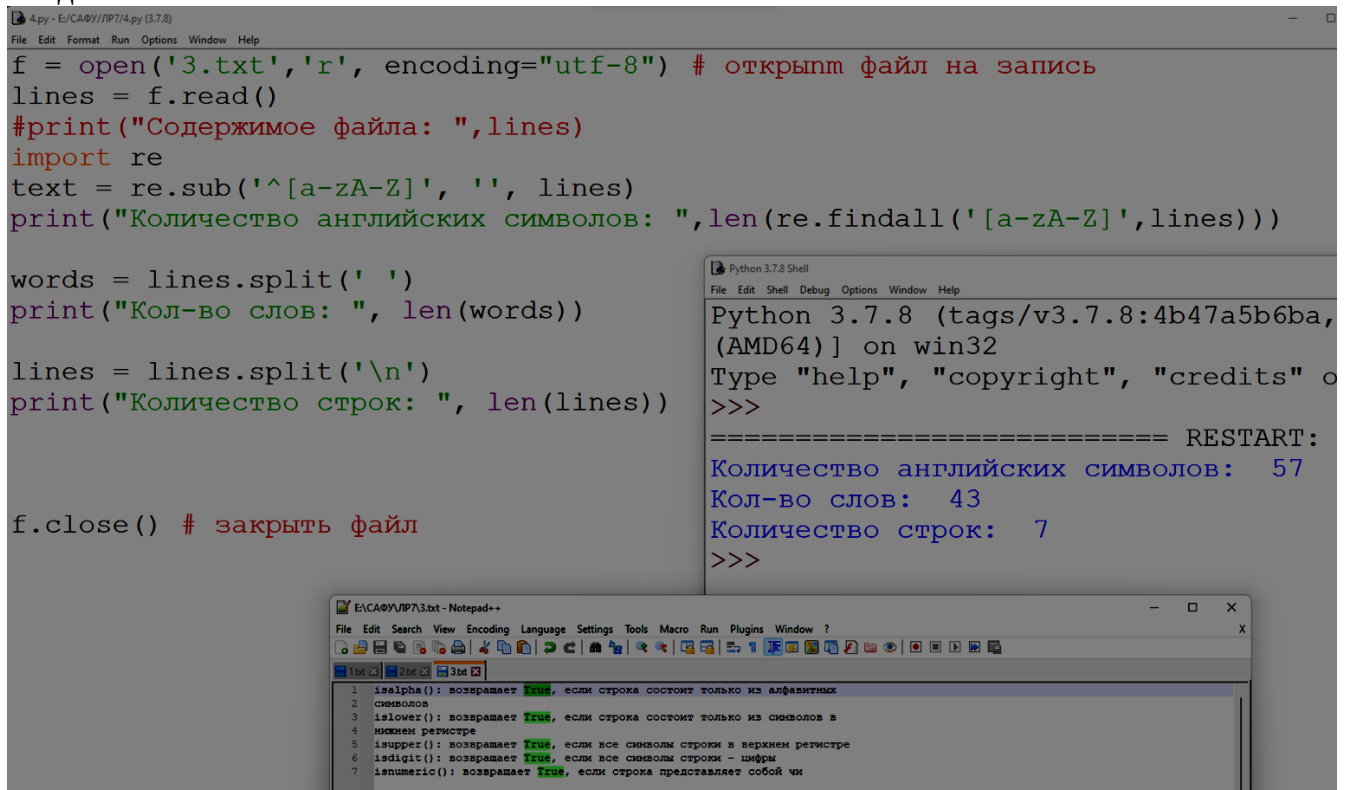 4.py - E:/САФУ//ЛР7/4.py (3.7.8)
File Edit Format Run Options Window Help
f = open('3.txt','r', encoding="utf-8") # открыпт файл на запись
lines = f.read()
#print("Содержимое файла: ",lines)
import re
text = re.sub('^[a-zA-Z]', '', lines)
print("Количество английских символов: ",len(re.findall('[a-zA-Z]',lines)))
words = lines.split(' ')
print("Кол-во слов: ", len(words))
lines = lines.split('\n')
print("Количество строк: ", len(lines))
f.close() # закрыть файл
Python 3.7.8 Shell
File Edit Shell Debug Options Window Help
Python 3.7.8 (tags/v3.7.8:4b47a5b6ba,
(AMD64)] on win32
Type "help", "copyright", "credits" o
>>>
=========================== RESTART:
Количество английских символов:  57
Кол-во слов:  43
Количество строк:  7
>>>
E:\САФУ\ЛР7\3.txt - Notepad++
File Edit Search View Encoding Language Settings Tools Macro Run Plugins Window ? X
1.txt 2.txt 3.txt
1 isalpha(): возвращает True, если строка состоит только из алфавитных
2 символов
3 islower(): возвращает True, если строка состоит только из символов в
4 нижнем регистре
5 isupper(): возвращает True, если все символы строки в верхнем регистре
6 isdigit(): возвращает True, если все символы строки - цифры
7 isnumeric(): возвращает True, если строка представляет собой чи